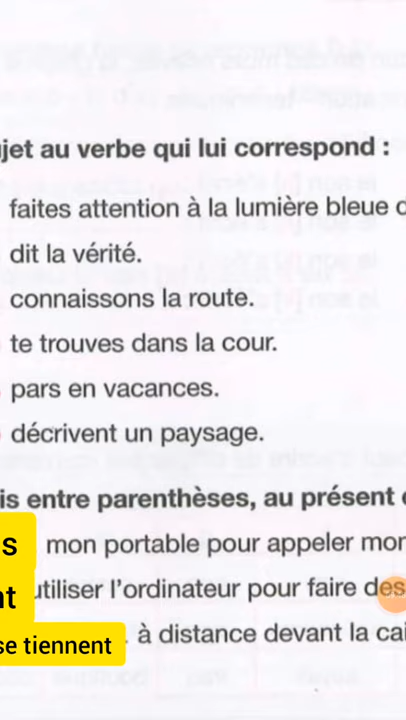 jet au verbe qui lui correspond :
faites attention à la lumière bleue d
dit la vérité.
connaissons la route.
te trouves dans la cour.
pars en vacances.
décrivent un paysage.
is entre parenthèses, au présent
s mon portable pour appeler mon
nt utiliser l'ordinateur pour faire des
se tiennent . à distance devant la cai